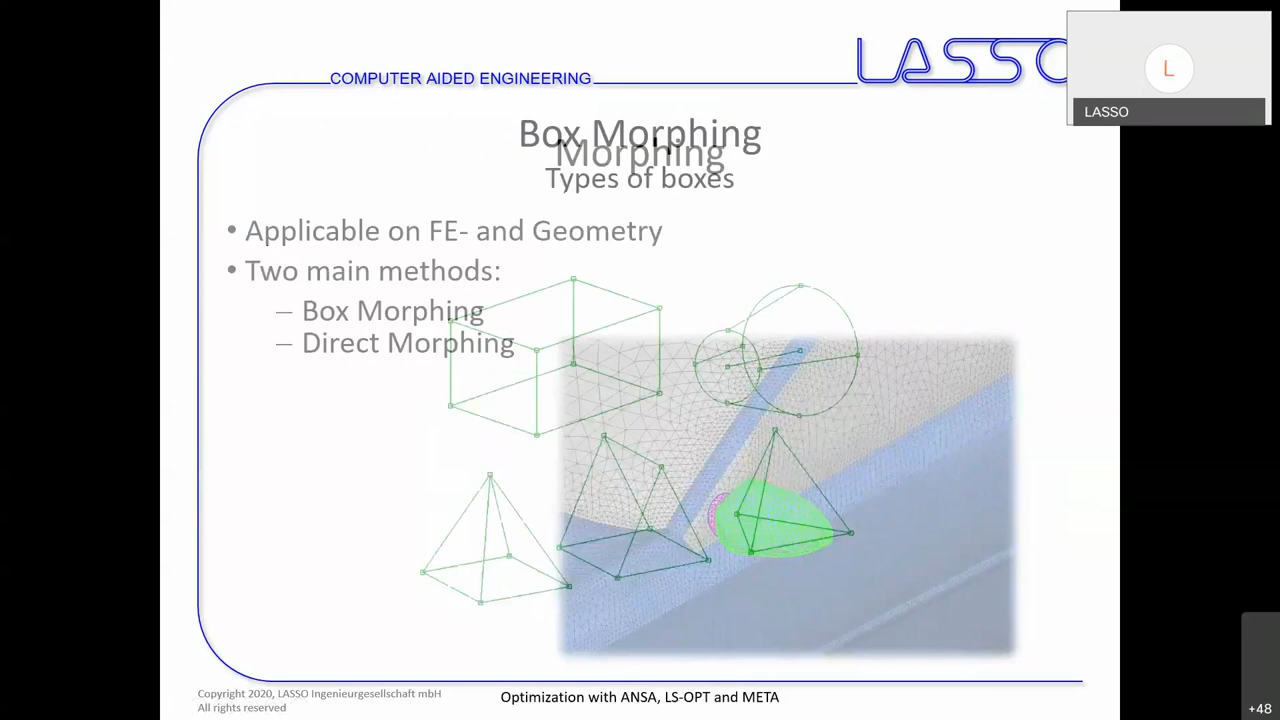 COMPUTER AIDED ENGINEERING
LASSO
L
LASSO
Box Morphing
Morphing
Types of boxes
• Applicable on FE- and Geometry
• Two main methods:
– Box Morphing
– Direct Morphing
Copyright 2020, LASSO Ingenieurgesellschaft mbH
All rights reserved
Optimization with ANSA, LS-OPT and META
+48